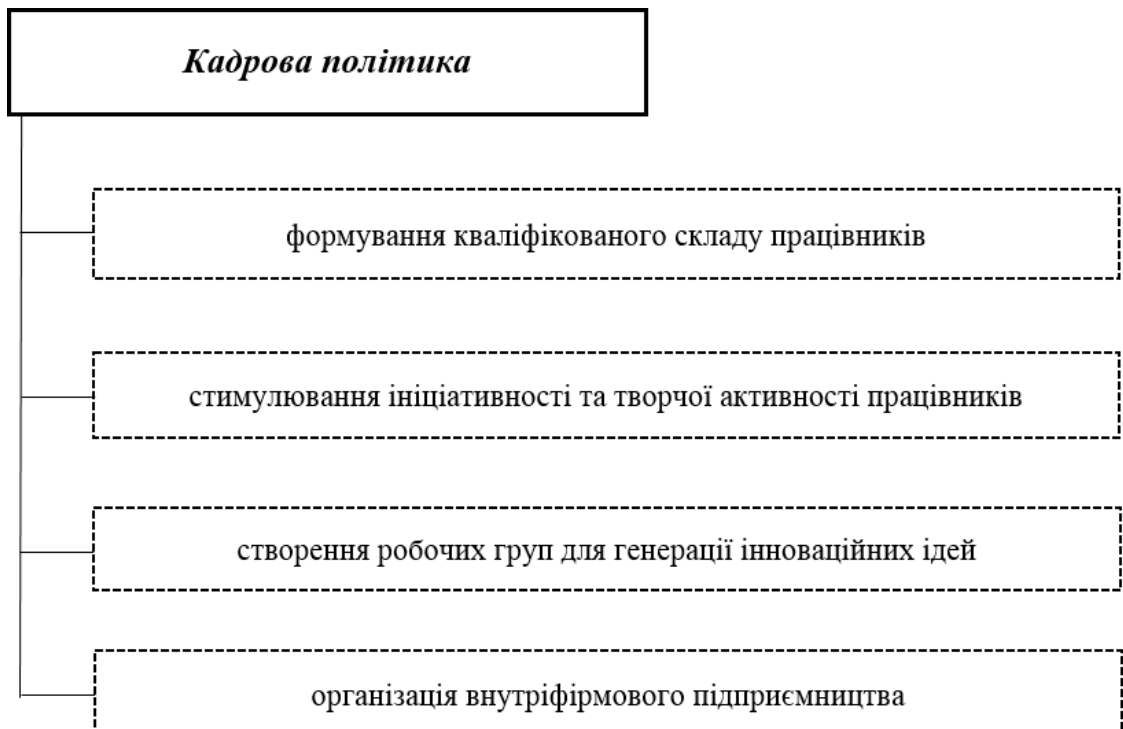 Кадрова політика
формування кваліфікованого складу працівників
стимулювання ініціативності та творчої активності працівників
створення робочих груп для генерації інноваційних ідей
організація внутріфірмового підприємництва